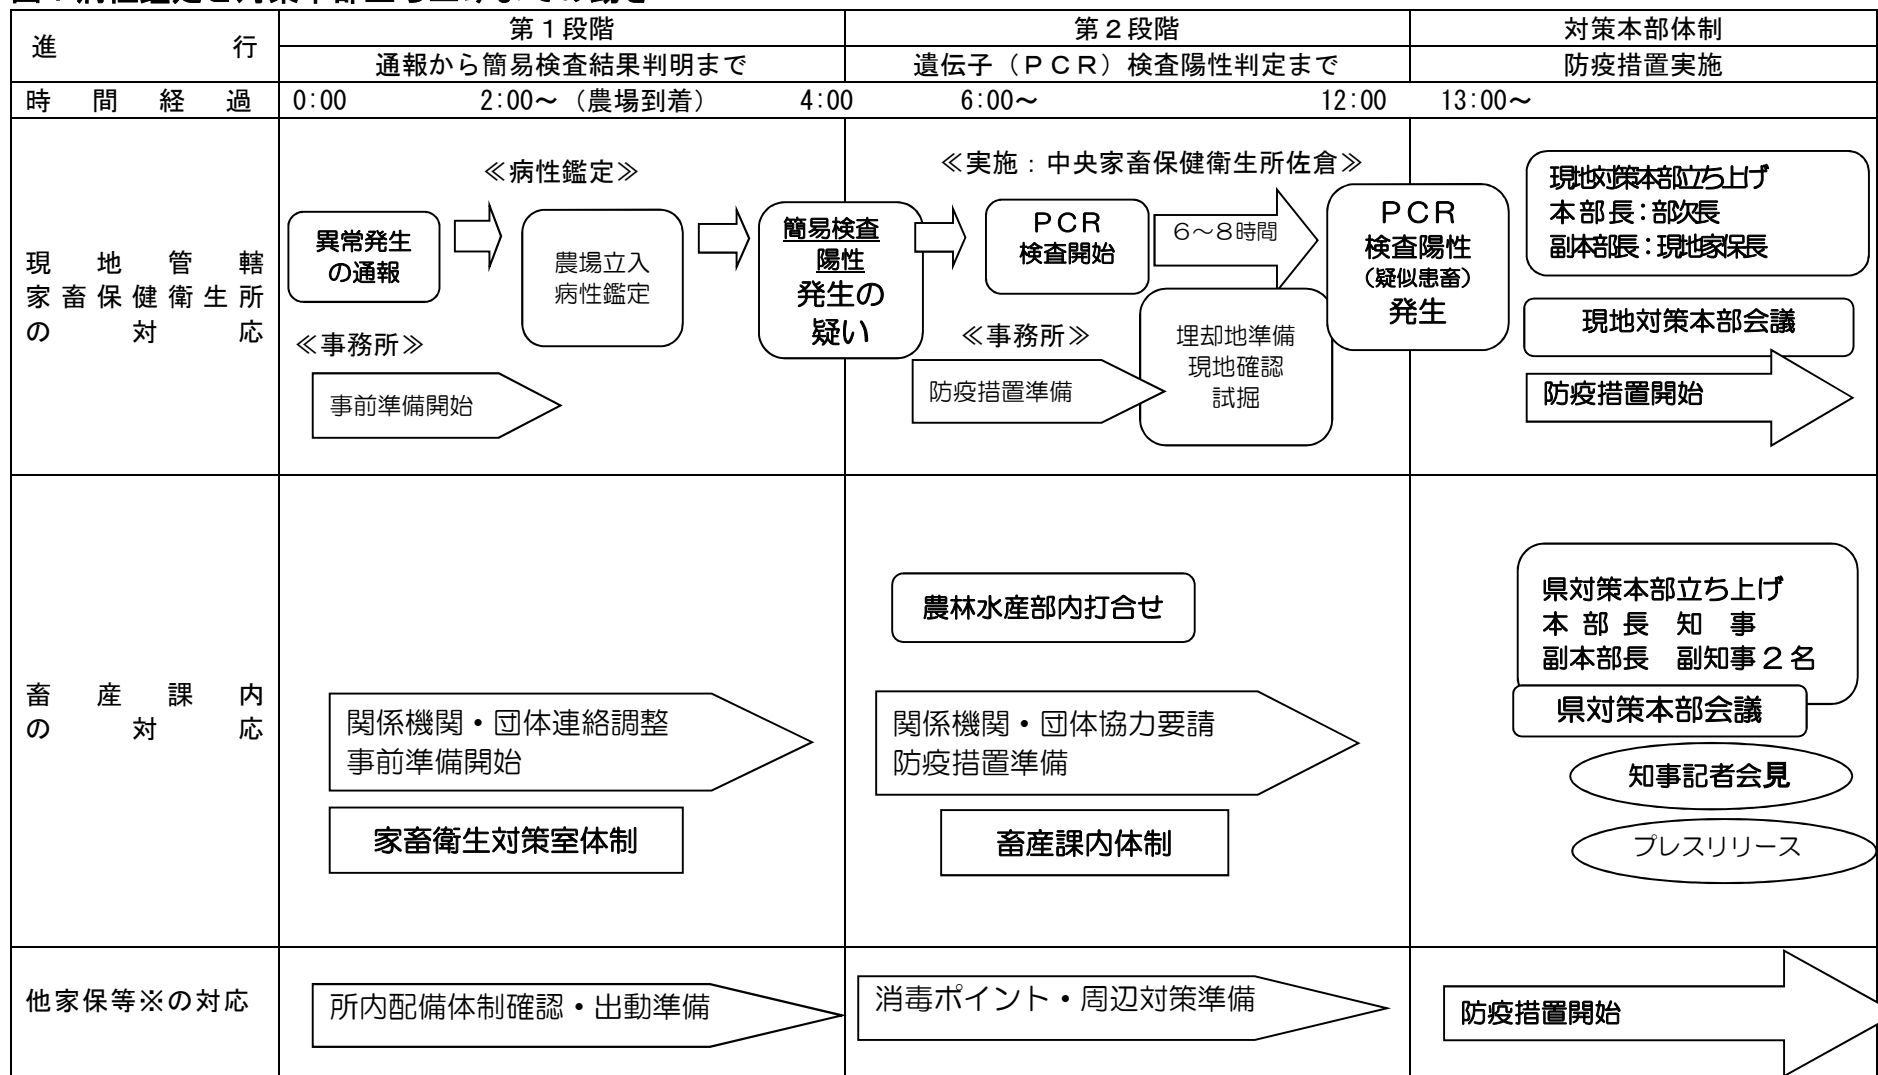 進行
第１段階
第２段階
対策本部体制
通報から簡易検査結果判明まで
遺伝子（ＰＣＲ）検査陽性判定まで
防疫措置実施
時間経過
0:00 2:00～（農場到着） 4:00 6:00～ 12:00 13:00～
現地管轄
家畜保健衛生所
の対応
≪病性鑑定≫
異常発生
の通報
農場立入
病性鑑定
簡易検査
陽性
発生の
疑い
≪事務所≫
事前準備開始
≪実施：中央家畜保健衛生所佐倉≫
ＰＣＲ
検査開始
６～８時間
ＰＣＲ
検査陽性
（疑似患畜）
発生
≪事務所≫
防疫措置準備
埋却地準備
現地確認
試掘
現地対策本部立ち上げ
本部長：部次長
副本部長：現地家保長
現地対策本部会議
防疫措置開始
畜産課内
の対応
関係機関・団体連絡調整
事前準備開始
家畜衛生対策室体制
農林水産部内打合せ
関係機関・団体協力要請
防疫措置準備
畜産課内体制
県対策本部立ち上げ
本部長　知事
副本部長　副知事２名
県対策本部会議
知事記者会見
プレスリリース
他家保等※の対応
所内配備体制確認・出動準備
消毒ポイント・周辺対策準備
防疫措置開始